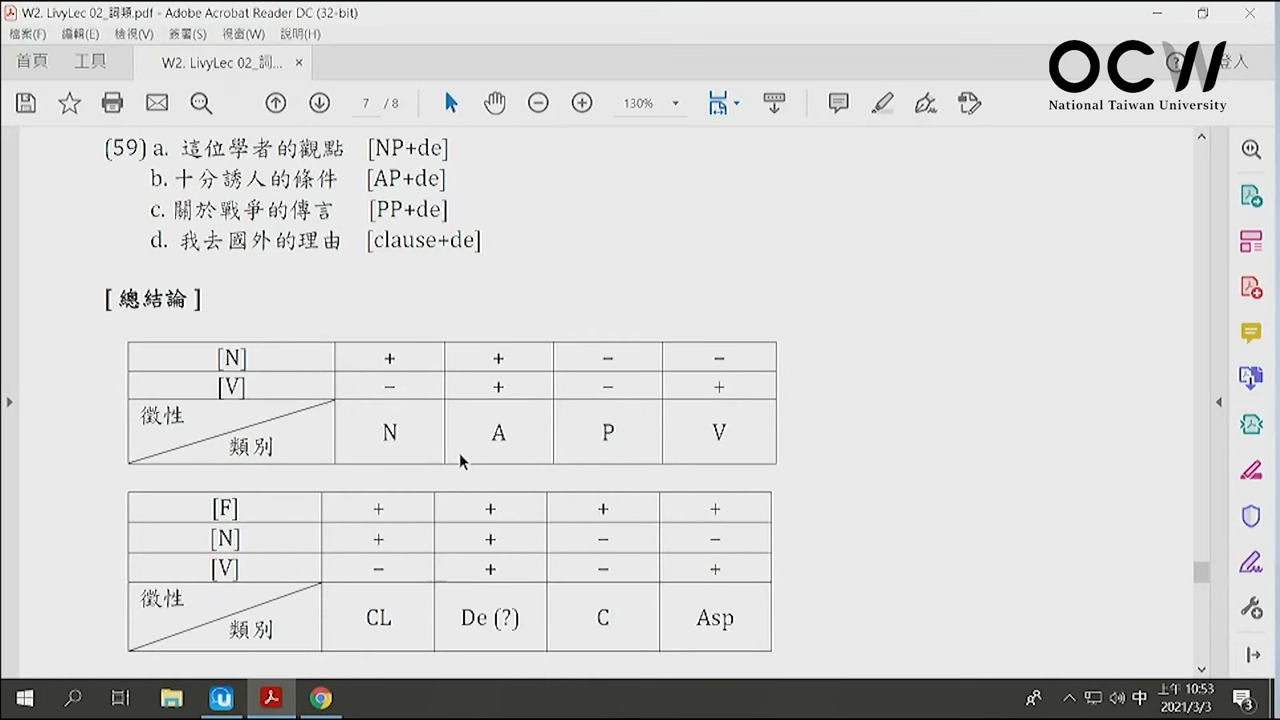 W2. LivyLec 02_詞類.pdf - Adobe Acrobat Reader DC (32-bit)
檔案(F) 編輯(E) 檢視(V) 簽署(S) 視窗(W) 說明(H)
首頁 工具 W2. LivyLec 02_詞... × ? 登入
OCW
National Taiwan University
7 / 8 130%
(59) a. 這位學者的觀點 [NP+de]
b. 十分誘人的條件 [AP+de]
c. 關於戰爭的傳言 [PP+de]
d. 我去國外的理由 [clause+de]
[ 總結論 ]
[N] + + − −
[V] − + − +
徵性 類別 N A P V
[F] + + + +
[N] + + − −
[V] − + − +
徵性 類別 CL De (?) C Asp
中 上午 10:53
2021/3/3 3